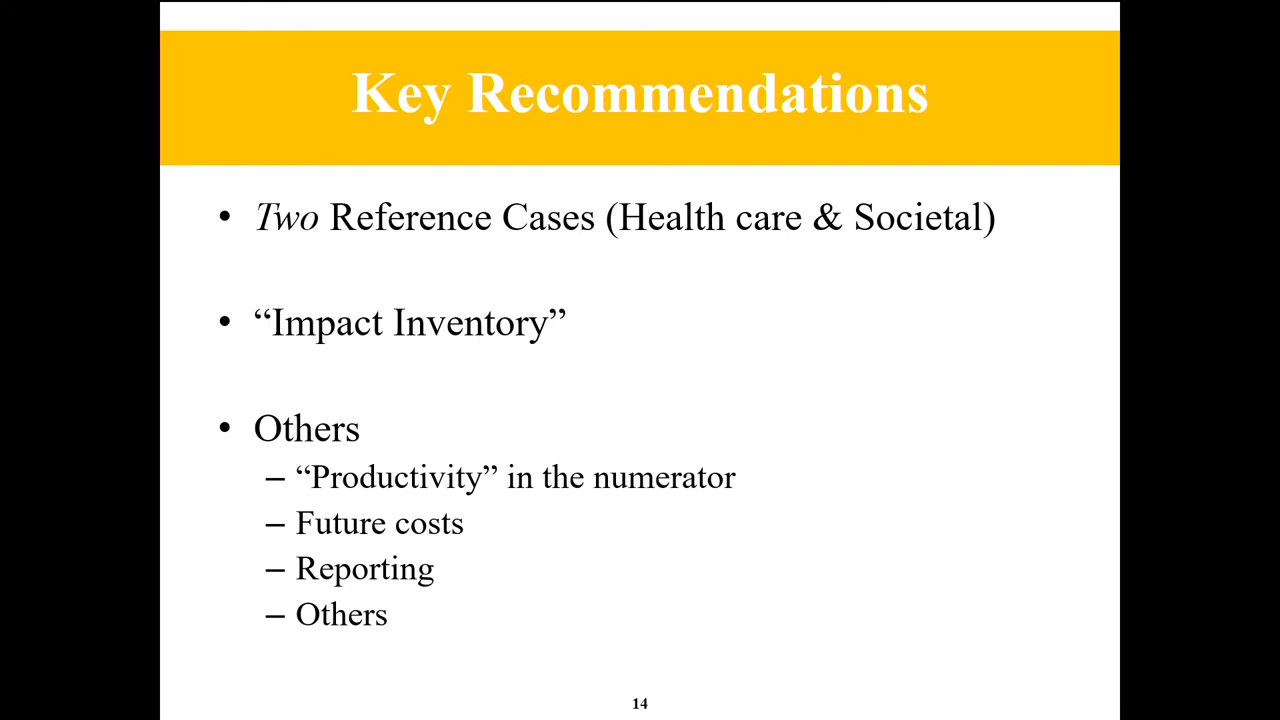 Key Recommendations
• Two Reference Cases (Health care & Societal)
• “Impact Inventory”
• Others
– “Productivity” in the numerator
– Future costs
– Reporting
– Others
14